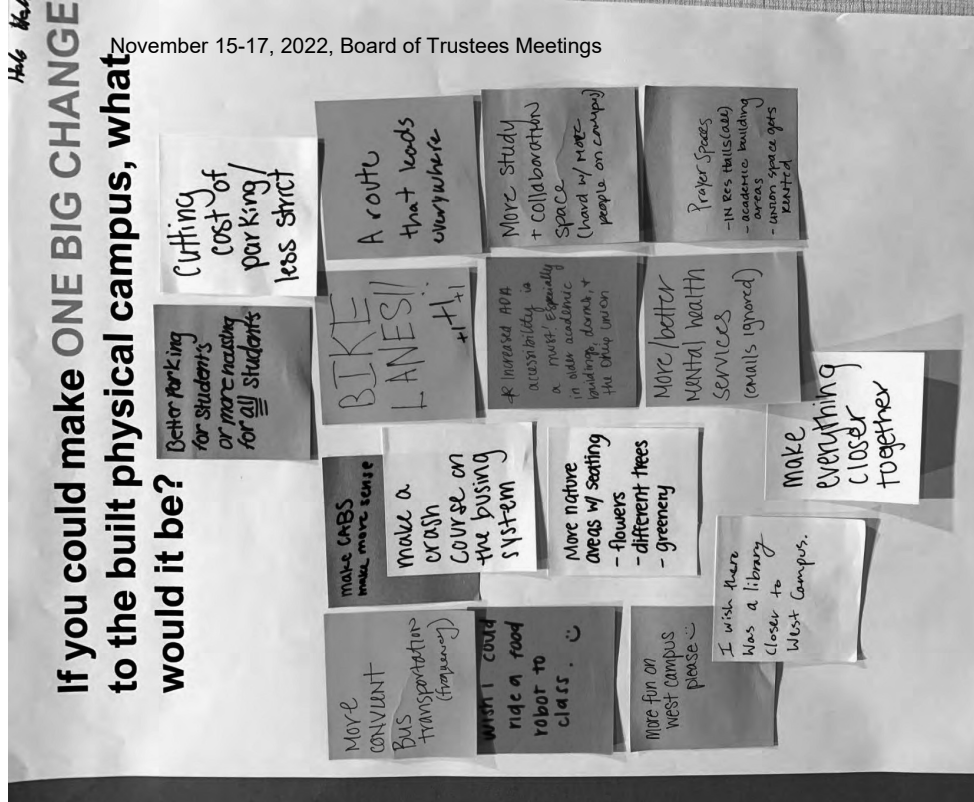 November 15-17, 2022, Board of Trustees Meetings
If you could make ONE BIG CHANGE
to the built physical campus, what
would it be?
Cutting
cost of
parking/
less strict
Better parking
for students
or more housing
for all students
A route
that leads
everywhere
BIKE
LANES!!
+1 +1 +1
make CABS
make more sense
make a
crash
course on
the busing
system
More
convient
Bus
transportation
(frequency)
More study
+ collaboration
space
(hard w/ more
people on campus)
* Increased ADA
accessibility is
a must! Especially
in older academic
buildings, dorms, +
the Ohio Union
More nature
areas w/ seating
- flowers
- different trees
- greenery
wish I could
ride a food
robot to
class. ☺
Prayer Spaces
- IN Res Halls (all)
- academic building
areas
- union space gets
rented
More/better
Mental health
services
(emails ignored)
make
everything
closer
together
I wish there
was a library
closer to
West Campus.
more fun on
west campus
please ☺